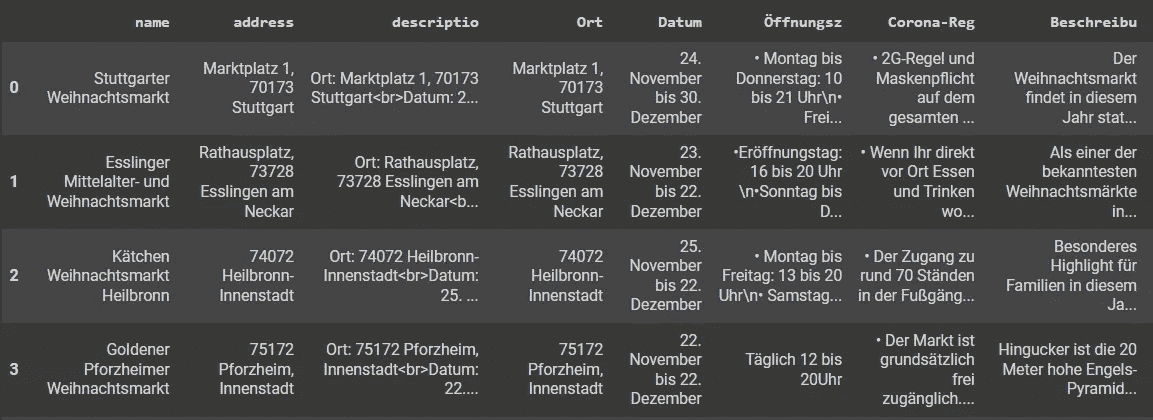 name address descriptio Ort Datum Öffnungsz Corona-Reg Beschreibu
0
Stuttgarter
Weihnachtsmarkt
Marktplatz 1,
70173
Stuttgart
Ort: Marktplatz 1, 70173
Stuttgart<br>Datum: 2...
Marktplatz 1,
70173
Stuttgart
24.
November
bis 30.
Dezember
• Montag bis
Donnerstag: 10
bis 21 Uhr\n•
Frei...
• 2G-Regel und
Maskenpflicht
auf dem
gesamten ...
Der
Weihnachtsmarkt
findet in diesem
Jahr stat...
1
Esslinger
Mittelalter- und
Weihnachtsmarkt
Rathausplatz,
73728
Esslingen am
Neckar
Ort: Rathausplatz,
73728 Esslingen am
Neckar<b...
Rathausplatz,
73728
Esslingen am
Neckar
23.
November
bis 22.
Dezember
•Eröffnungstag:
16 bis 20 Uhr
\n•Sonntag bis
D...
• Wenn Ihr direkt
vor Ort Essen
und Trinken
wo...
Als einer der
bekanntesten
Weihnachtsmärkte
in...
2
Kätchen
Weihnachtsmarkt
Heilbronn
74072
Heilbronn-
Innenstadt
Ort: 74072 Heilbronn-
Innenstadt<br>Datum:
25. ...
74072
Heilbronn-
Innenstadt
25.
November
bis 22.
Dezember
• Montag bis
Freitag: 13 bis 20
Uhr\n• Samstag...
• Der Zugang zu
rund 70 Ständen
in der Fußgäng...
Besonderes
Highlight für
Familien in diesem
Ja...
3
Goldener
Pforzheimer
Weihnachtsmarkt
75172
Pforzheim,
Innenstadt
Ort: 75172 Pforzheim,
Innenstadt<br>Datum:
22....
75172
Pforzheim,
Innenstadt
22.
November
bis 22.
Dezember
Täglich 12 bis
20Uhr
• Der Markt ist
grundsätzlich
frei
zugänglich....
Hingucker ist die 20
Meter hohe Engels-
Pyramid...